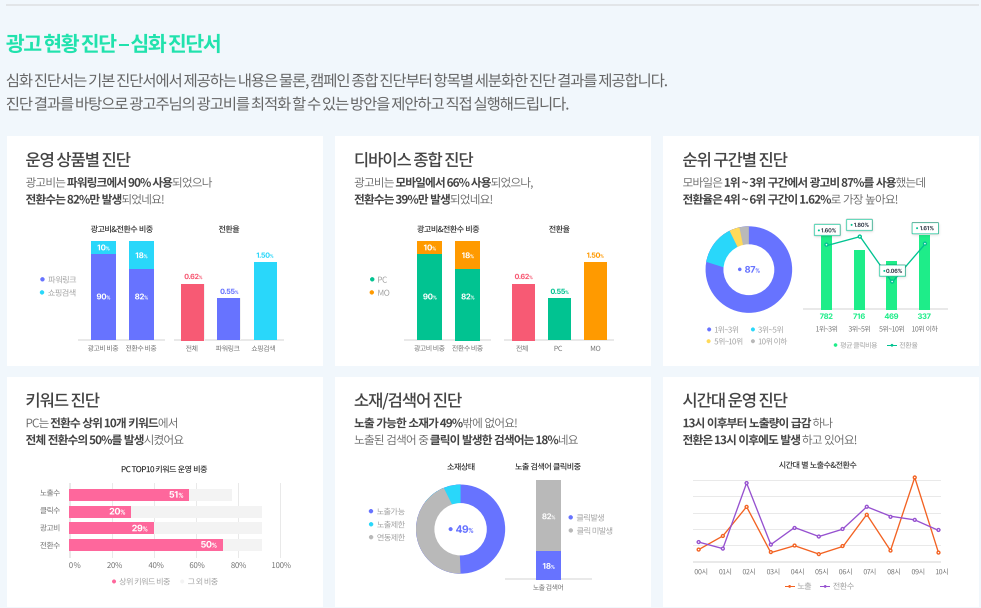 광고 현황 진단 – 심화 진단서
심화 진단서는 기본 진단서에서 제공하는 내용은 물론, 캠페인 종합 진단부터 항목별 세분화한 진단 결과를 제공합니다.
진단 결과를 바탕으로 광고주님의 광고비를 최적화 할 수 있는 방안을 제안하고 직접 실행해드립니다.
운영 상품별 진단
광고비는 파워링크에서 90% 사용되었으나
전환수는 82%만 발생되었네요!
광고비&전환수 비중
전환율
파워링크
쇼핑검색
10%
90%
18%
82%
0.62%
0.55%
1.50%
광고비 비중
전환수 비중
전체
파워링크
쇼핑검색
디바이스 종합 진단
광고비는 모바일에서 66% 사용되었으나,
전환수는 39%만 발생되었네요!
광고비&전환수 비중
전환율
PC
MO
10%
90%
18%
82%
0.62%
0.55%
1.50%
광고비 비중
전환수 비중
전체
PC
MO
순위 구간별 진단
모바일은 1위 ~ 3위 구간에서 광고비 87%를 사용했는데
전환율은 4위 ~ 6위 구간이 1.62%로 가장 높아요!
87%
1위~3위
3위~5위
5위~10위
10위 이하
1.60%
1.80%
0.06%
1.61%
782
716
469
337
1위~3위
3위~5위
5위~10위
10위 이하
평균 클릭비용
전환율
키워드 진단
PC는 전환수 상위 10개 키워드에서
전체 전환수의 50%를 발생시켰어요
PC TOP10 키워드 운영 비중
노출수
51%
클릭수
20%
광고비
29%
전환수
50%
0%
20%
40%
60%
80%
100%
상위 키워드 비중
그 외 비중
소재/검색어 진단
노출 가능한 소재가 49%밖에 없어요!
노출된 검색어 중 클릭이 발생한 검색어는 18%네요
소재상태
노출 검색어 클릭비중
노출가능
노출제한
연동제한
49%
82%
18%
노출 검색어
클릭발생
클릭 미발생
시간대 운영 진단
13시 이후부터 노출량이 급감 하나
전환은 13시 이후에도 발생 하고 있어요!
시간대 별 노출수&전환수
00시
01시
02시
03시
04시
05시
06시
07시
08시
09시
10시
노출
전환수